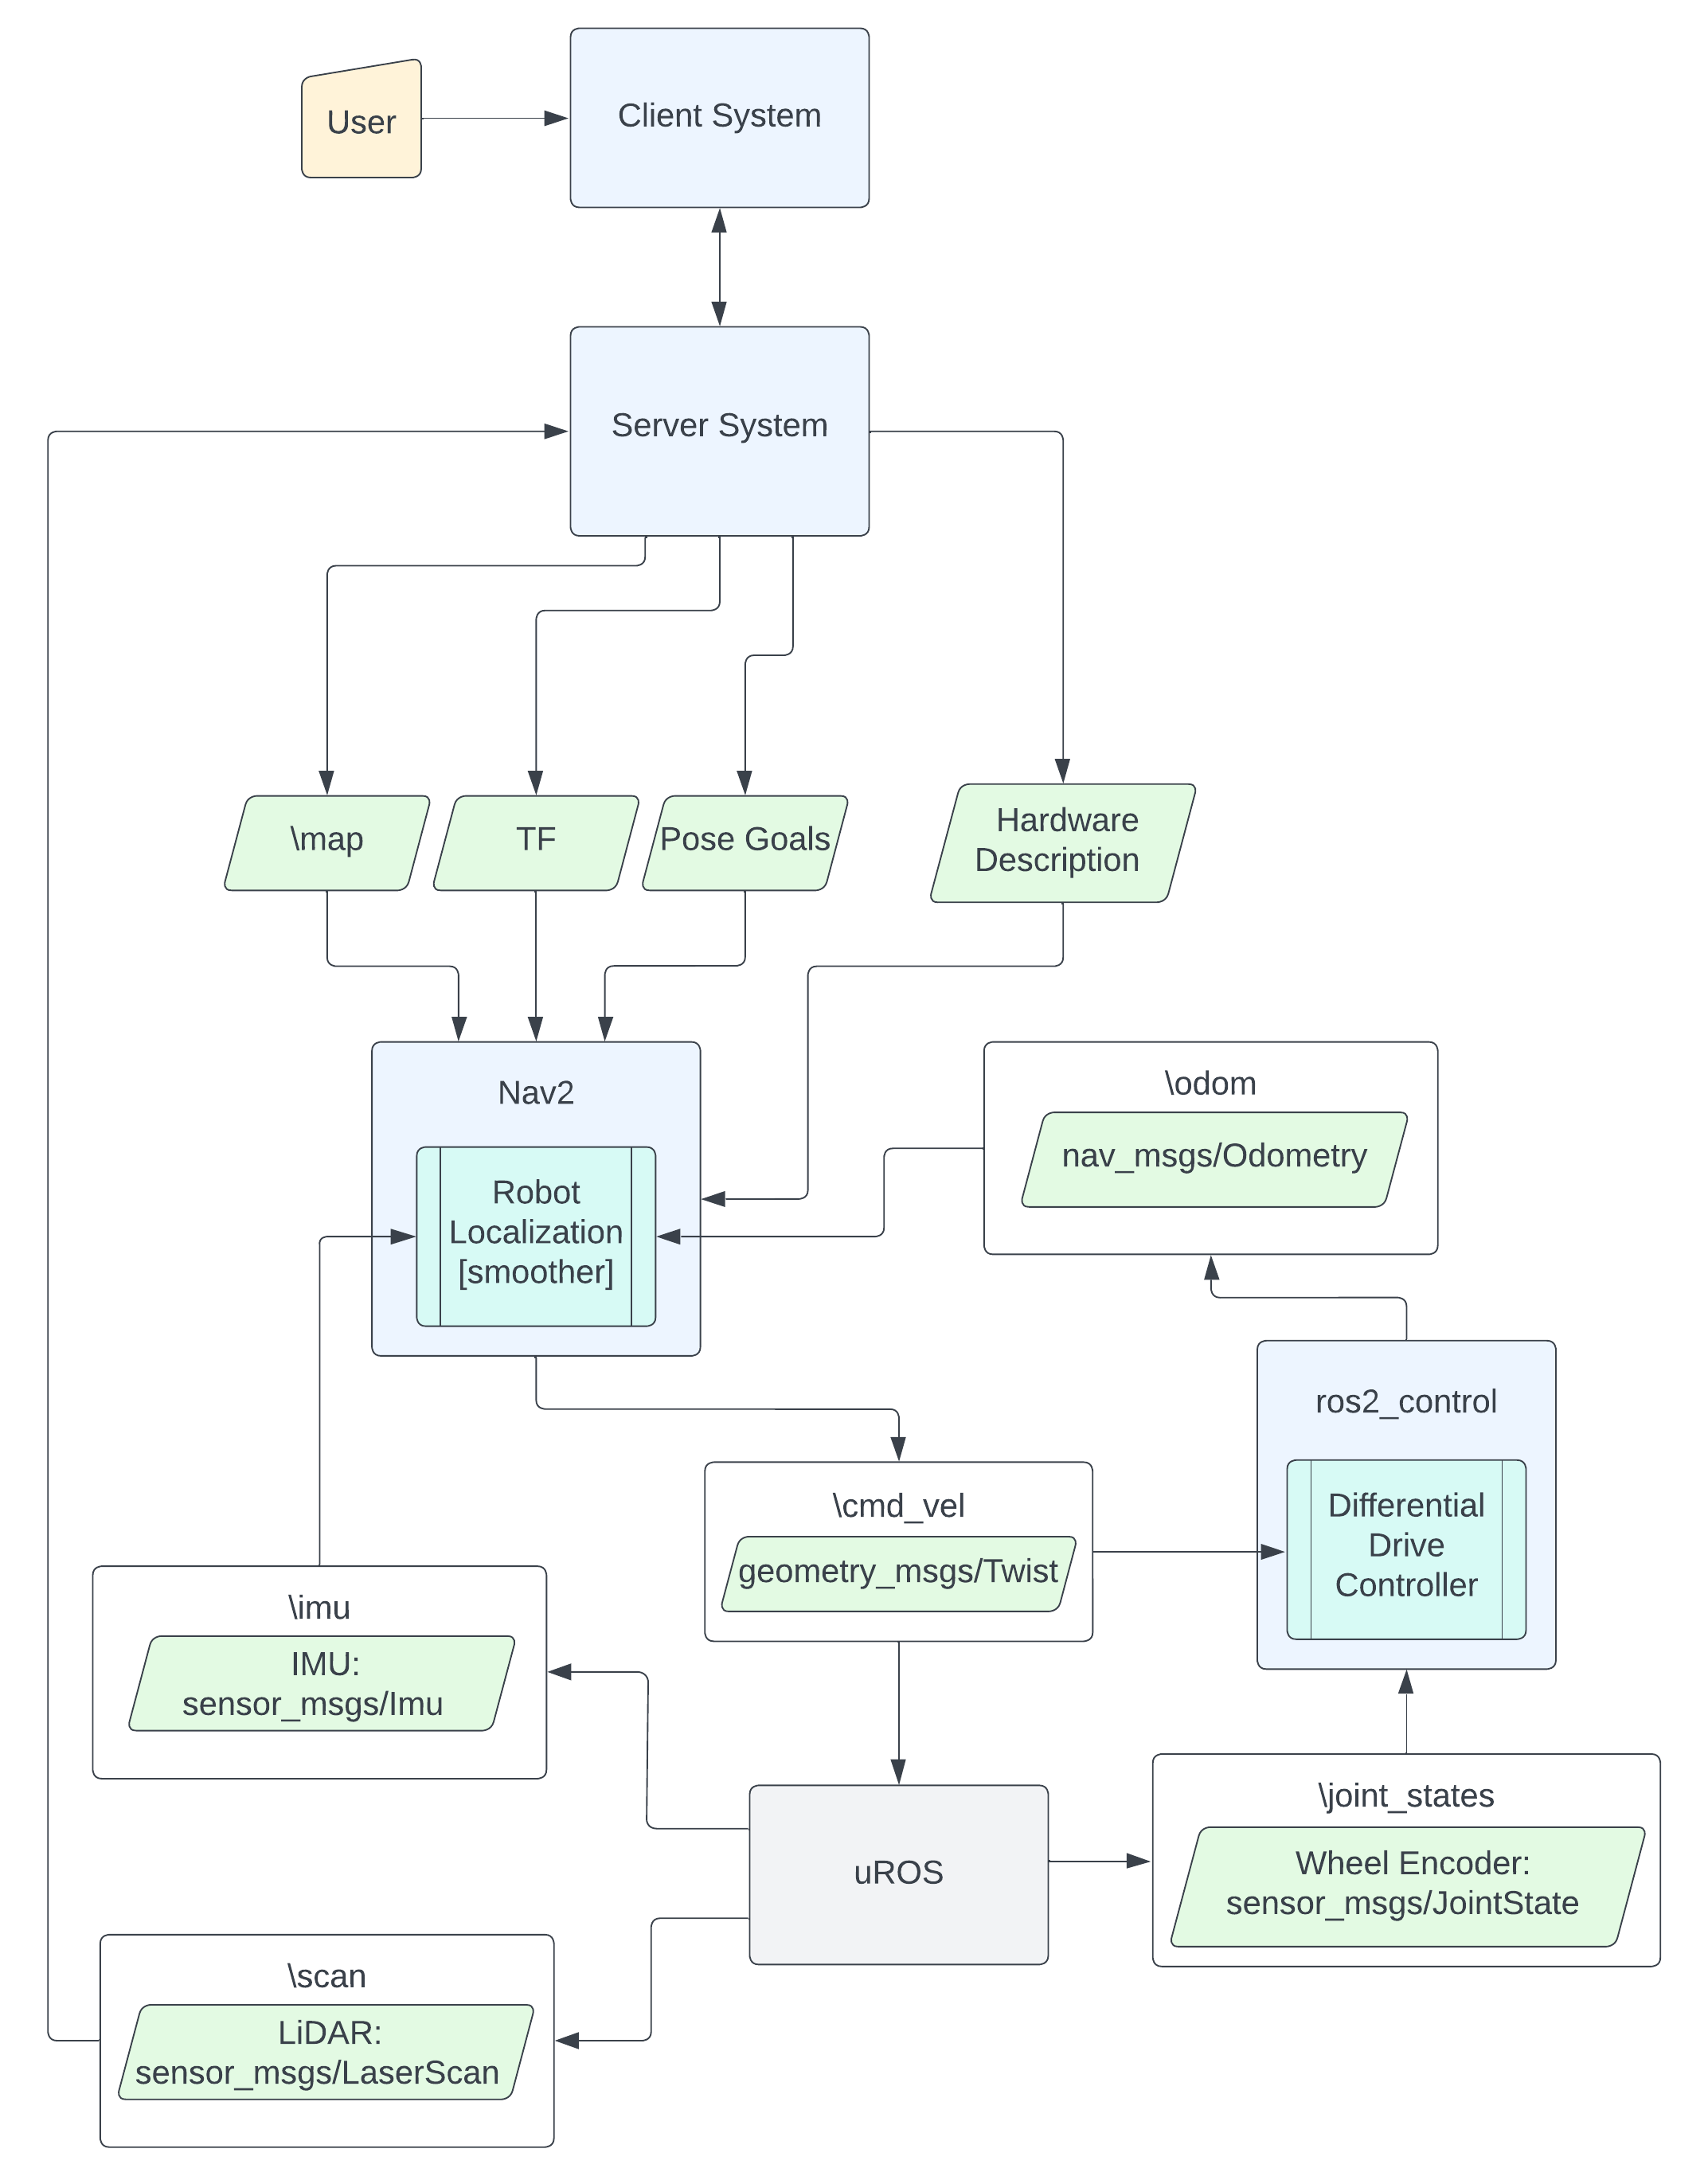 User
Client System
Server System
\map
TF
Pose Goals
Hardware
Description
Nav2
Robot
Localization
[smoother]
\odom
nav_msgs/Odometry
ros2_control
Differential
Drive
Controller
\cmd_vel
geometry_msgs/Twist
\imu
IMU:
sensor_msgs/Imu
uROS
\joint_states
Wheel Encoder:
sensor_msgs/JointState
\scan
LiDAR:
sensor_msgs/LaserScan